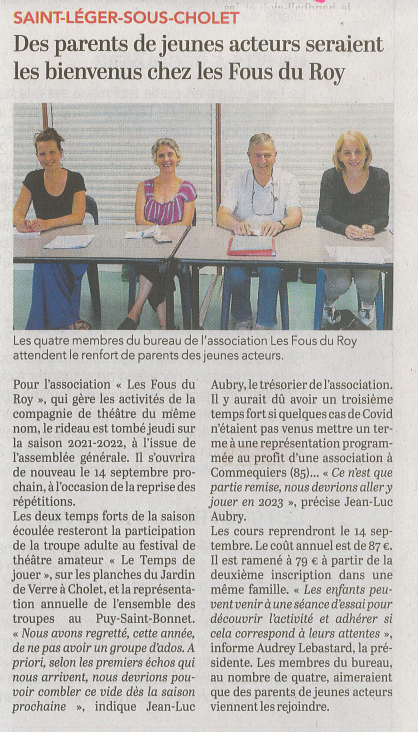 SAINT-LÉGER-SOUS-CHOLET
Des parents de jeunes acteurs seraient
les bienvenus chez les Fous du Roy
Les quatre membres du bureau de l'association Les Fous du Roy
attendent le renfort de parents des jeunes acteurs.
Pour l'association « Les Fous du
Roy », qui gère les activités de la
compagnie de théâtre du même
nom, le rideau est tombé jeudi sur
la saison 2021-2022, à l'issue de
l'assemblée générale. Il s'ouvrira
de nouveau le 14 septembre pro-
chain, à l'occasion de la reprise des
répétitions.
Les deux temps forts de la saison
écoulée resteront la participation
de la troupe adulte au festival de
théâtre amateur « Le Temps de
jouer », sur les planches du Jardin
de Verre à Cholet, et la représenta-
tion annuelle de l'ensemble des
troupes au Puy-Saint-Bonnet.
« Nous avons regretté, cette année,
de ne pas avoir un groupe d'ados. A
priori, selon les premiers échos qui
nous arrivent, nous devrions pou-
voir combler ce vide dès la saison
prochaine », indique Jean-Luc
Aubry, le trésorier de l'association.
Il y aurait dû avoir un troisième
temps fort si quelques cas de Covid
n'étaient pas venus mettre un ter-
me à une représentation program-
mée au profit d'une association à
Commequiers (85)... « Ce n'est que
partie remise, nous devrions aller y
jouer en 2023 », précise Jean-Luc
Aubry.
Les cours reprendront le 14 sep-
tembre. Le coût annuel est de 87 €.
Il est ramené à 79 € à partir de la
deuxième inscription dans une
même famille. « Les enfants peu-
vent venir à une séance d'essai pour
découvrir l'activité et adhérer si
cela correspond à leurs attentes »,
informe Audrey Lebastard, la pré-
sidente. Les membres du bureau,
au nombre de quatre, aimeraient
que des parents de jeunes acteurs
viennent les rejoindre.